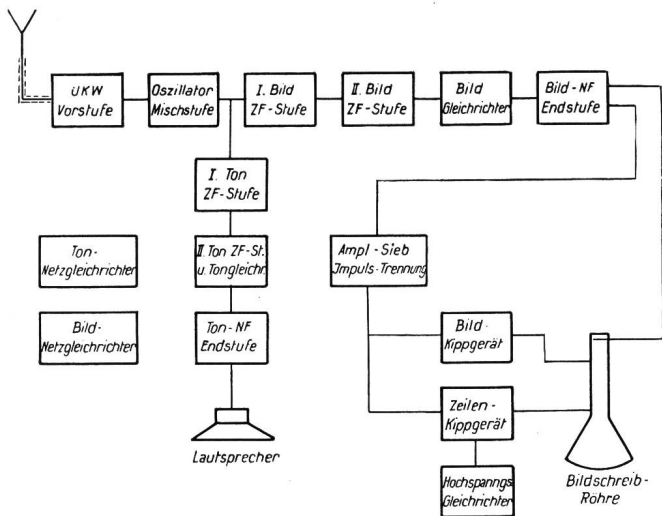 UKW
Vorstufe
Oszillator
Mischstufe
I. Bild
ZF-Stufe
II. Bild
ZF-Stufe
Bild
Gleichrichter
Bild-NF
Endstufe
I. Ton
ZF-Stufe
Ton-
Netzgleichrichter
II Ton ZF-St.
u. Tongleichr.
Ampl-Sieb
Impuls-Trennung
Bild-
Netzgleichrichter
Ton-NF
Endstufe
Bild-
Kippgerät
Zeilen-
Kippgerät
Lautsprecher
Hochspanngs
Gleichrichter
Bildschreib-
Röhre